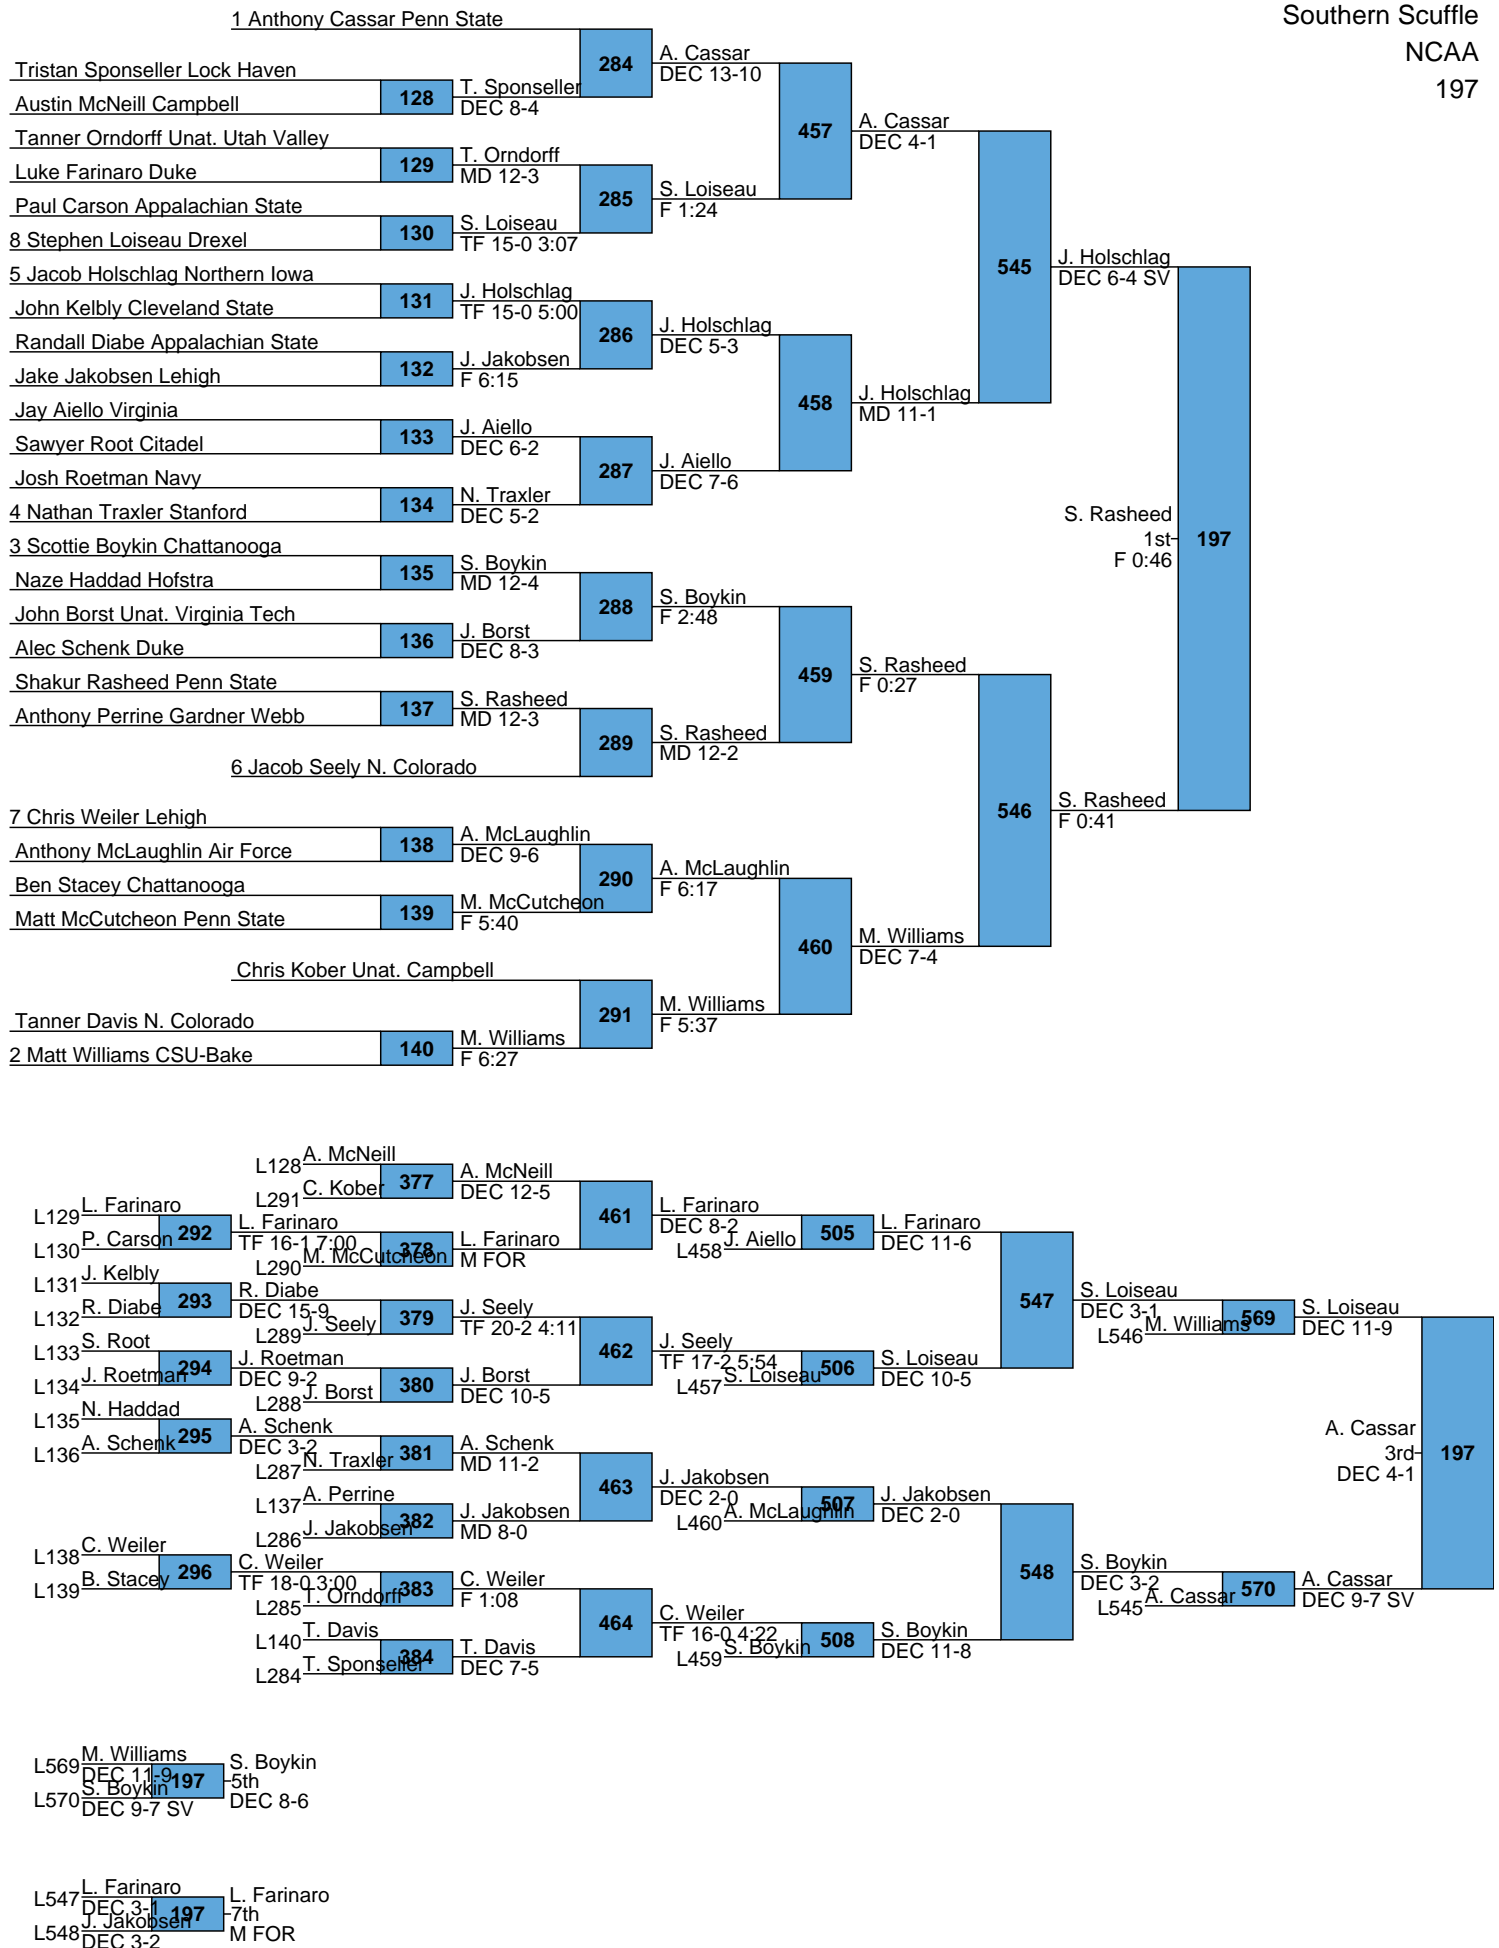 Southern Scuffle
NCAA
197
1 Anthony Cassar Penn State
284
A. Cassar
DEC 13-10
Tristan Sponseller Lock Haven
128
T. Sponseller
DEC 8-4
Austin McNeill Campbell
457
A. Cassar
DEC 4-1
Tanner Orndorff Unat. Utah Valley
129
T. Orndorff
MD 12-3
Luke Farinaro Duke
285
S. Loiseau
F 1:24
Paul Carson Appalachian State
130
S. Loiseau
TF 15-0 3:07
8 Stephen Loiseau Drexel
545
J. Holschlag
DEC 6-4 SV
5 Jacob Holschlag Northern Iowa
131
J. Holschlag
TF 15-0 5:00
John Kelbly Cleveland State
286
J. Holschlag
DEC 5-3
Randall Diabe Appalachian State
132
J. Jakobsen
F 6:15
Jake Jakobsen Lehigh
458
J. Holschlag
MD 11-1
Jay Aiello Virginia
133
J. Aiello
DEC 6-2
Sawyer Root Citadel
287
J. Aiello
DEC 7-6
Josh Roetman Navy
134
N. Traxler
DEC 5-2
4 Nathan Traxler Stanford
S. Rasheed
1st
F 0:46
197
3 Scottie Boykin Chattanooga
135
S. Boykin
MD 12-4
Naze Haddad Hofstra
288
S. Boykin
F 2:48
John Borst Unat. Virginia Tech
136
J. Borst
DEC 8-3
Alec Schenk Duke
459
S. Rasheed
F 0:27
Shakur Rasheed Penn State
137
S. Rasheed
MD 12-3
Anthony Perrine Gardner Webb
289
S. Rasheed
MD 12-2
6 Jacob Seely N. Colorado
546
S. Rasheed
F 0:41
7 Chris Weiler Lehigh
138
A. McLaughlin
DEC 9-6
Anthony McLaughlin Air Force
290
A. McLaughlin
F 6:17
Ben Stacey Chattanooga
139
M. McCutcheon
F 5:40
Matt McCutcheon Penn State
460
M. Williams
DEC 7-4
Chris Kober Unat. Campbell
291
M. Williams
F 5:37
Tanner Davis N. Colorado
140
M. Williams
F 6:27
2 Matt Williams CSU-Bake
L128 A. McNeill
377
A. McNeill
DEC 12-5
L291 C. Kober
461
L. Farinaro
DEC 8-2
L129 L. Farinaro
292
L. Farinaro
TF 16-1 7:00
L130 P. Carson
378
L. Farinaro
M FOR
L290 M. McCutcheon
L458 J. Aiello
505
L. Farinaro
DEC 11-6
L131 J. Kelbly
293
R. Diabe
DEC 15-9
L132 R. Diabe
379
J. Seely
TF 20-2 4:11
L289 J. Seely
547
S. Loiseau
DEC 3-1
L546 M. Williams
569
S. Loiseau
DEC 11-9
L133 S. Root
294
J. Roetman
DEC 9-2
L134 J. Roetman
462
J. Seely
TF 17-2 5:54
L457 S. Loiseau
506
S. Loiseau
DEC 10-5
L288 J. Borst
380
J. Borst
DEC 10-5
L135 N. Haddad
295
A. Schenk
DEC 3-2
L136 A. Schenk
381
A. Schenk
MD 11-2
L287 N. Traxler
A. Cassar
3rd
DEC 4-1
197
L137 A. Perrine
382
J. Jakobsen
MD 8-0
L286 J. Jakobsen
463
J. Jakobsen
DEC 2-0
L460 A. McLaughlin
507
J. Jakobsen
DEC 2-0
L138 C. Weiler
296
C. Weiler
TF 18-0 3:00
L139 B. Stacey
383
C. Weiler
F 1:08
L285 T. Orndorff
548
S. Boykin
DEC 3-2
L545 A. Cassar
570
A. Cassar
DEC 9-7 SV
464
C. Weiler
TF 16-0 4:22
L459 S. Boykin
508
S. Boykin
DEC 11-8
L140 T. Davis
384
T. Davis
DEC 7-5
L284 T. Sponseller
L569 M. Williams
DEC 11-9
197
S. Boykin
5th
DEC 8-6
L570 S. Boykin
DEC 9-7 SV
L547 L. Farinaro
DEC 3-1
197
L. Farinaro
7th
M FOR
L548 J. Jakobsen
DEC 3-2